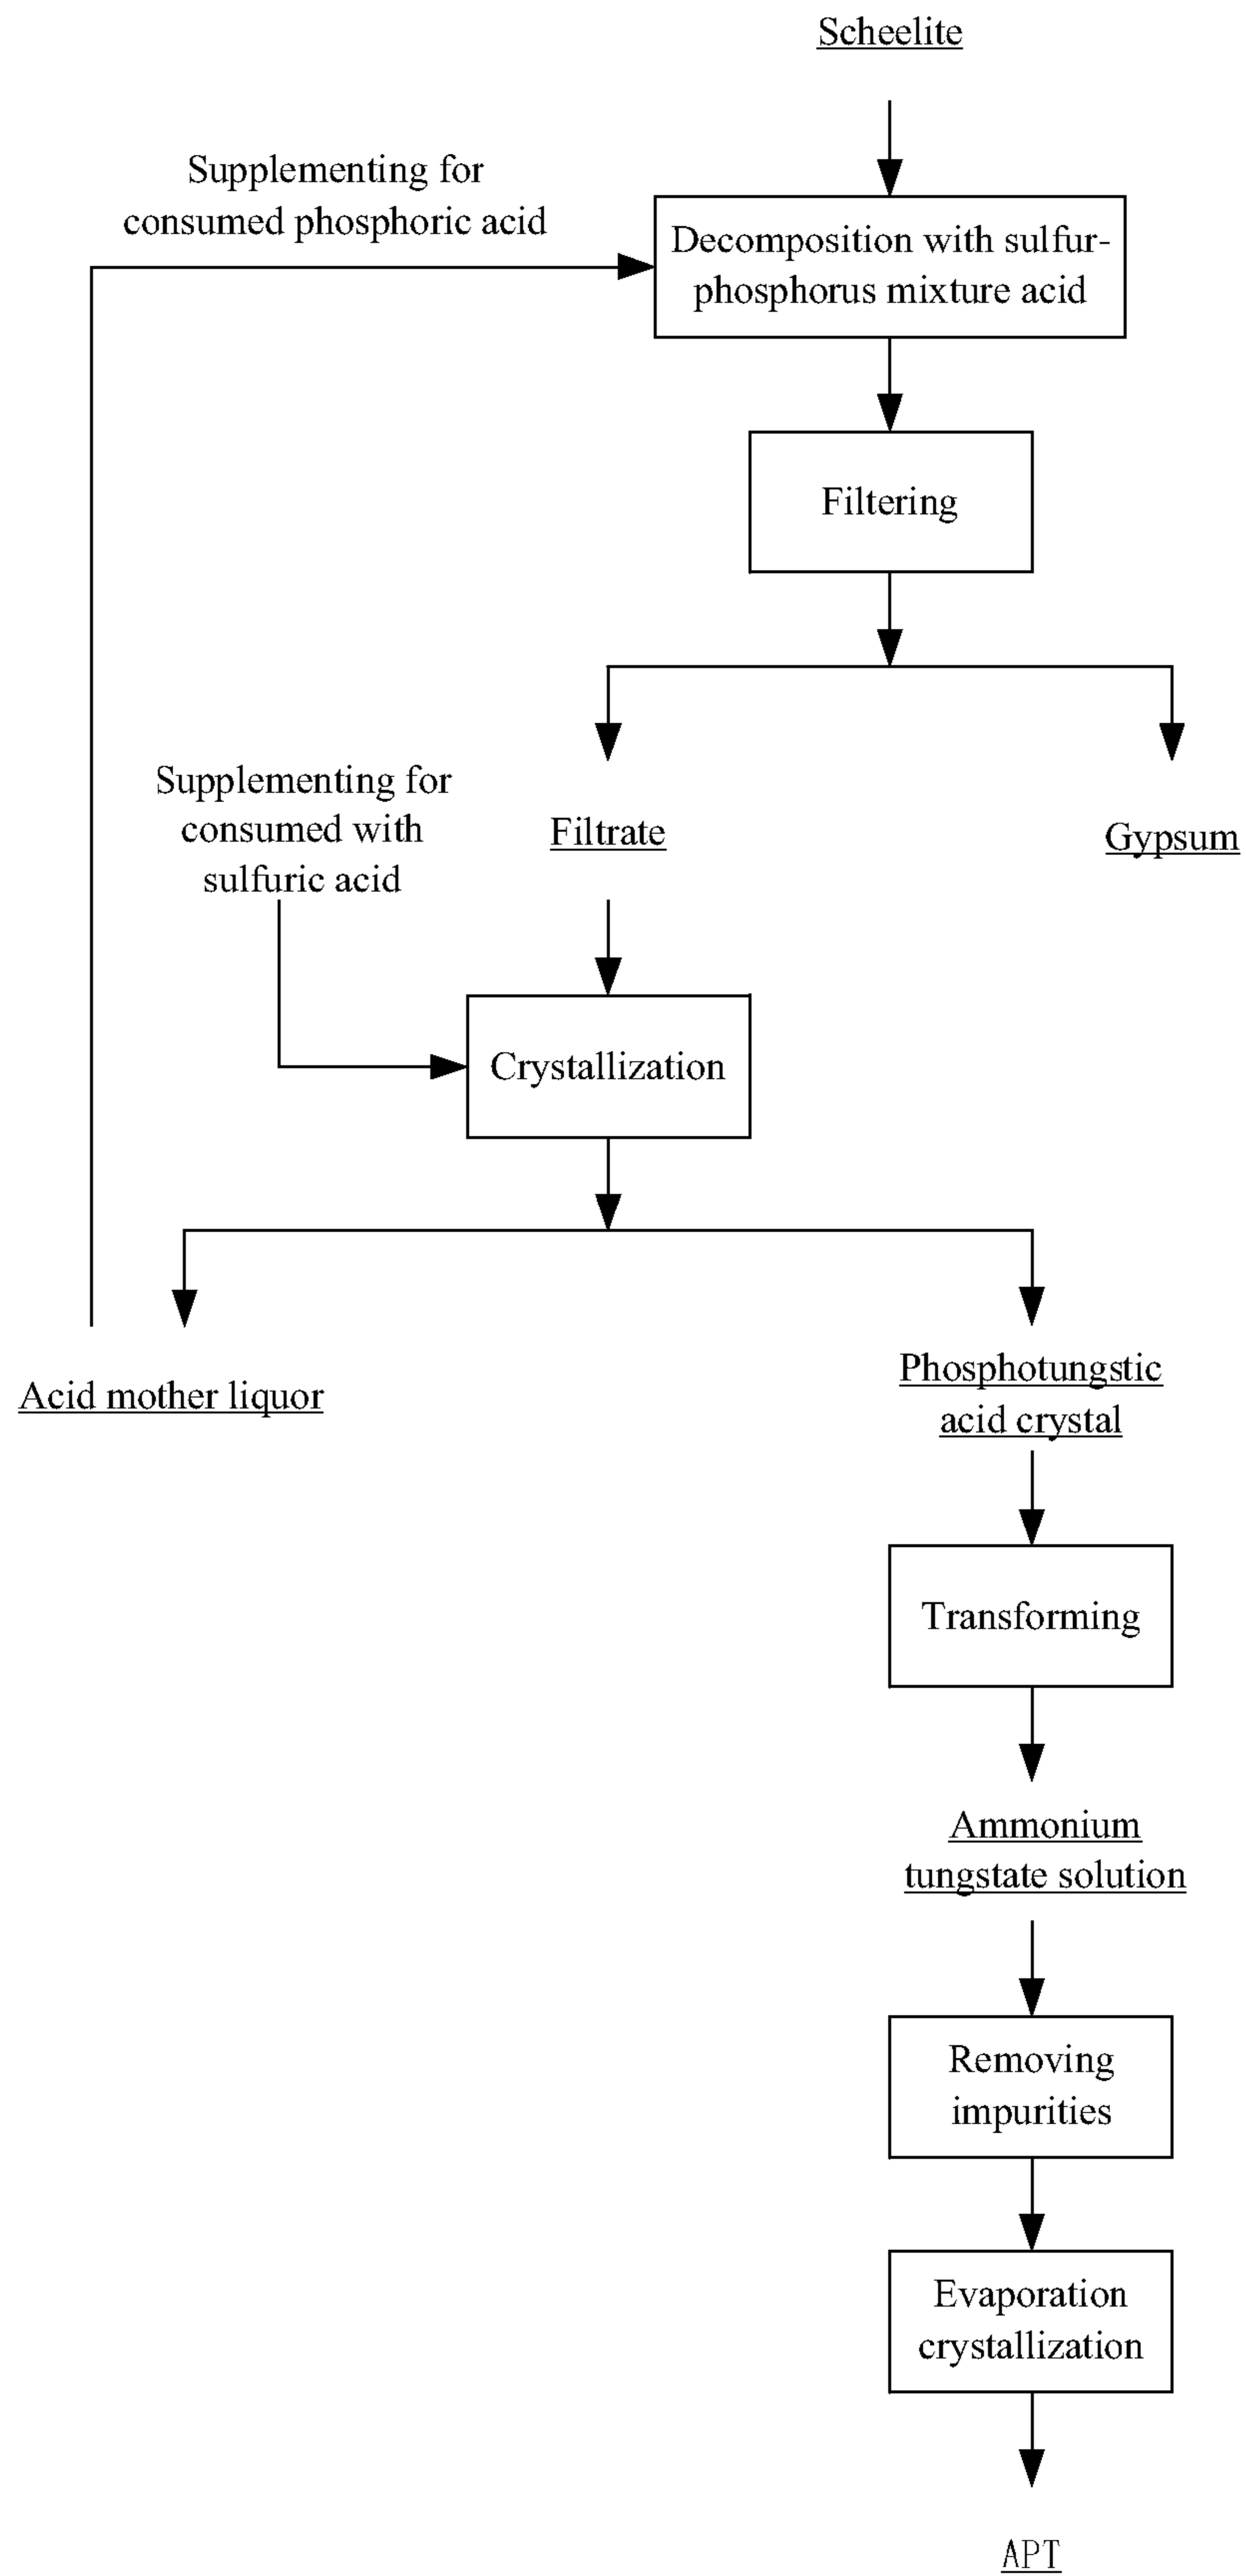 Scheelite
Supplementing for
consumed phosphoric acid
Decomposition with sulfur-
phosphorus mixture acid
Filtering
Supplementing for
consumed with
sulfuric acid
Filtrate
Gypsum
Crystallization
Acid mother liquor
Phosphotungstic
acid crystal
Transforming
Ammonium
tungstate solution
Removing
impurities
Evaporation
crystallization
APT